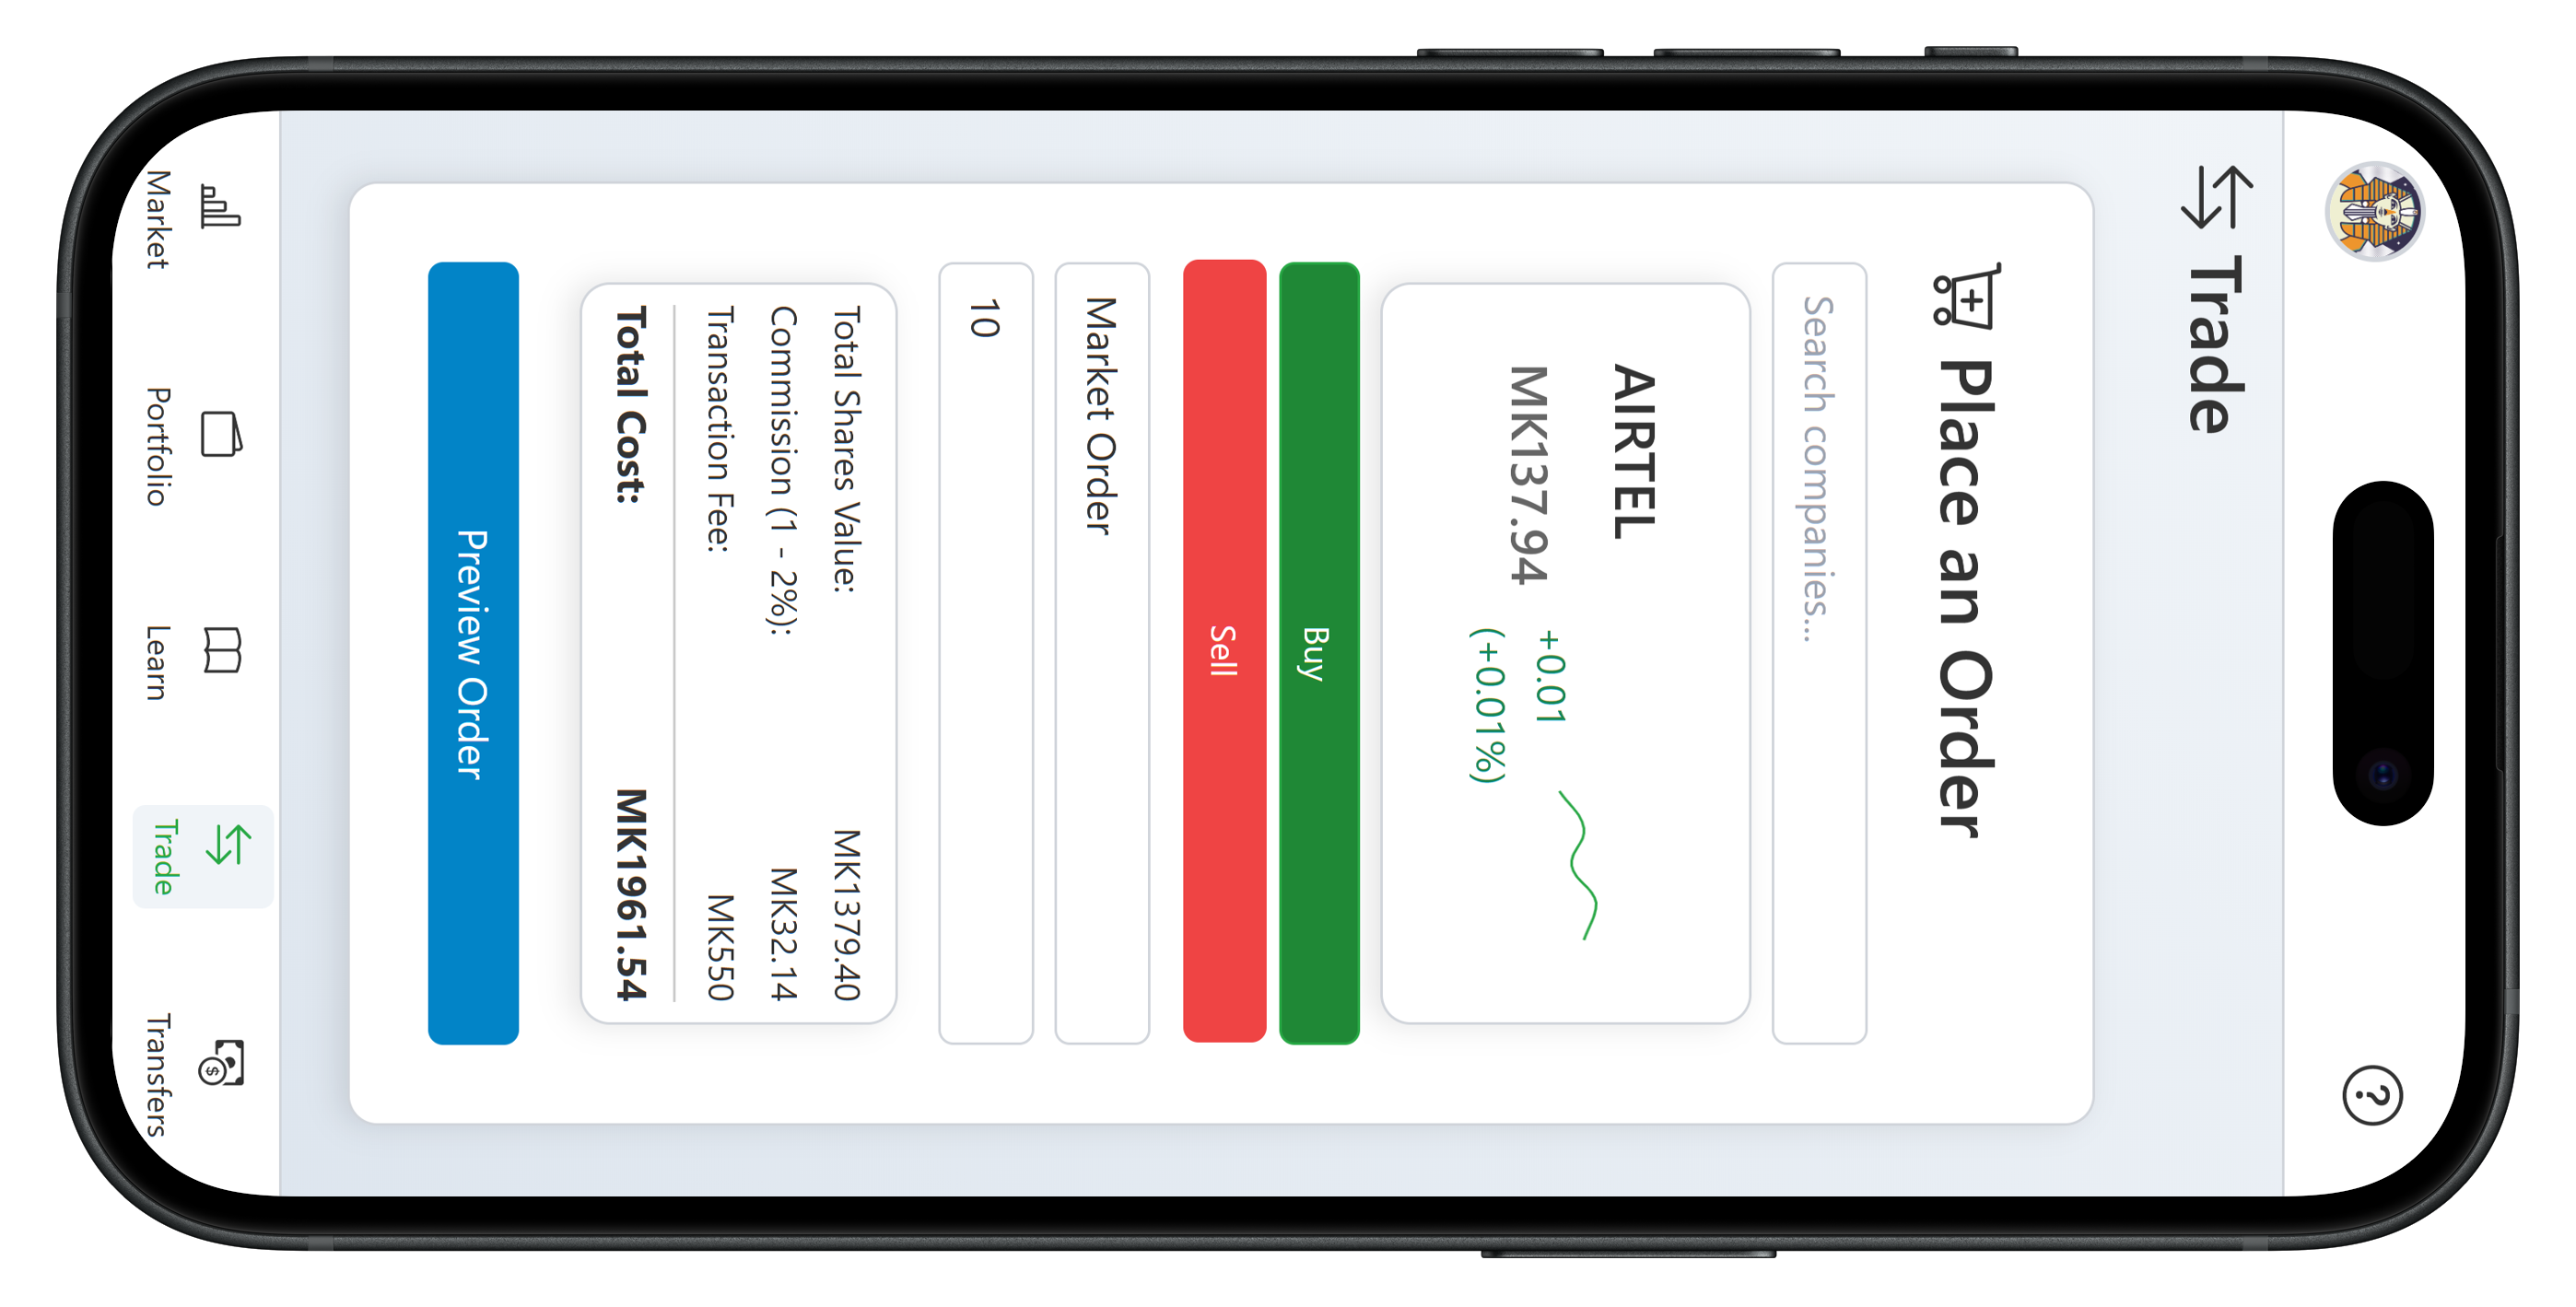 ?
Trade
Place an Order
Search companies...
AIRTEL
MK137.94
+0.01
(+0.01%)
Buy
Sell
Market Order
10
Total Shares Value: MK1379.40
Commission (1 - 2%): MK32.14
Transaction Fee: MK550
Total Cost: MK1961.54
Preview Order
Market
Portfolio
Learn
Trade
Transfers